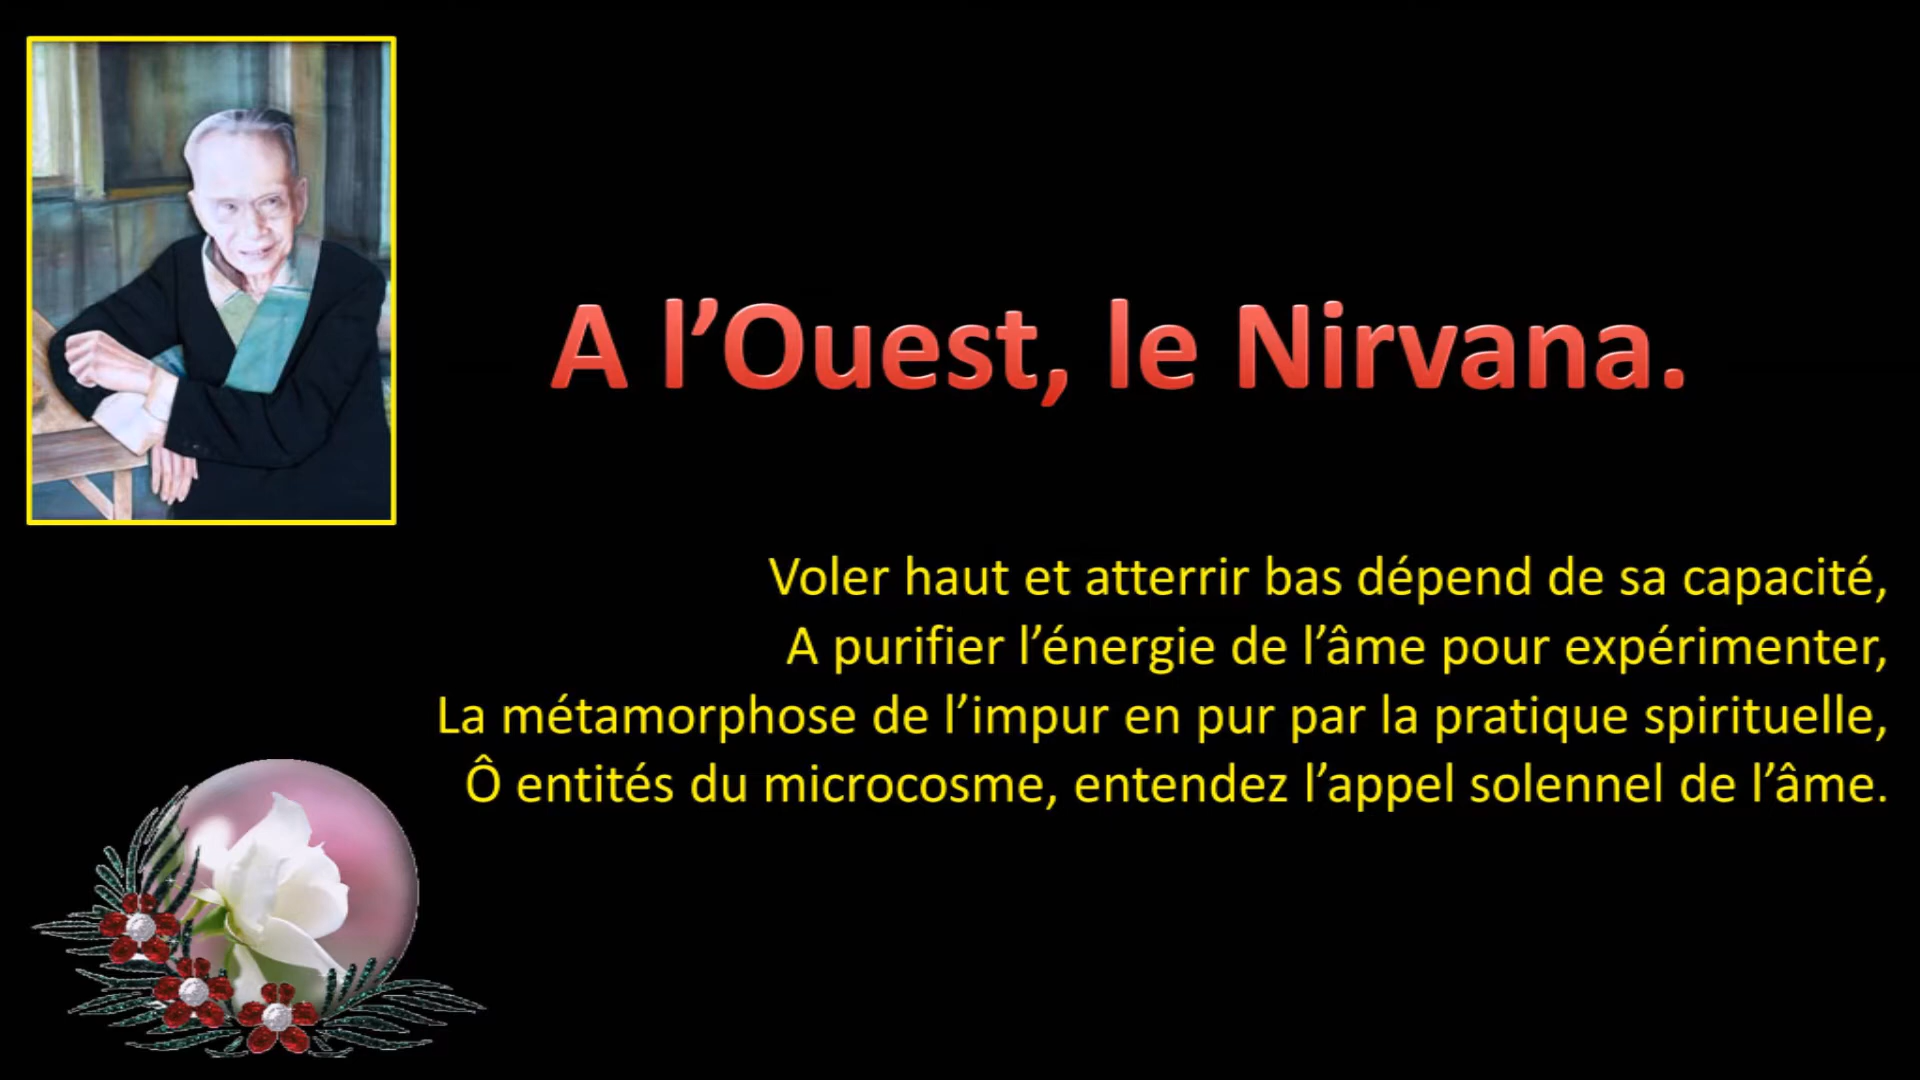 A l’Ouest, le Nirvana.
Voler haut et atterrir bas dépend de sa capacité,
A purifier l’énergie de l’âme pour expérimenter,
La métamorphose de l’impur en pur par la pratique spirituelle,
Ô entités du microcosme, entendez l’appel solennel de l’âme.